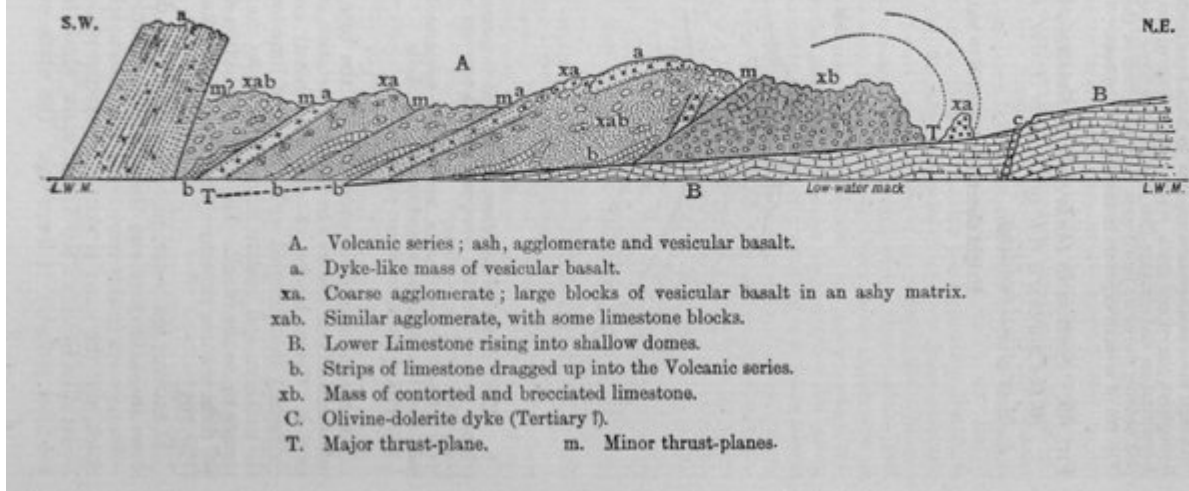 S.W. a N.E.
m? xab m a xa m A m a xa a m xb xa B
xab T c
b
L.W.M. b T b b B Low-water mack L.W.M.
A. Volcanic series ; ash, agglomerate and vesicular basalt.
a. Dyke-like mass of vesicular basalt.
xa. Coarse agglomerate ; large blocks of vesicular basalt in an ashy matrix.
xab. Similar agglomerate, with some limestone blocks.
B. Lower Limestone rising into shallow domes.
b. Strips of limestone dragged up into the Volcanic series.
xb. Mass of contorted and brecciated limestone.
C. Olivine-dolerite dyke (Tertiary ?).
T. Major thrust-plane. m. Minor thrust-planes.